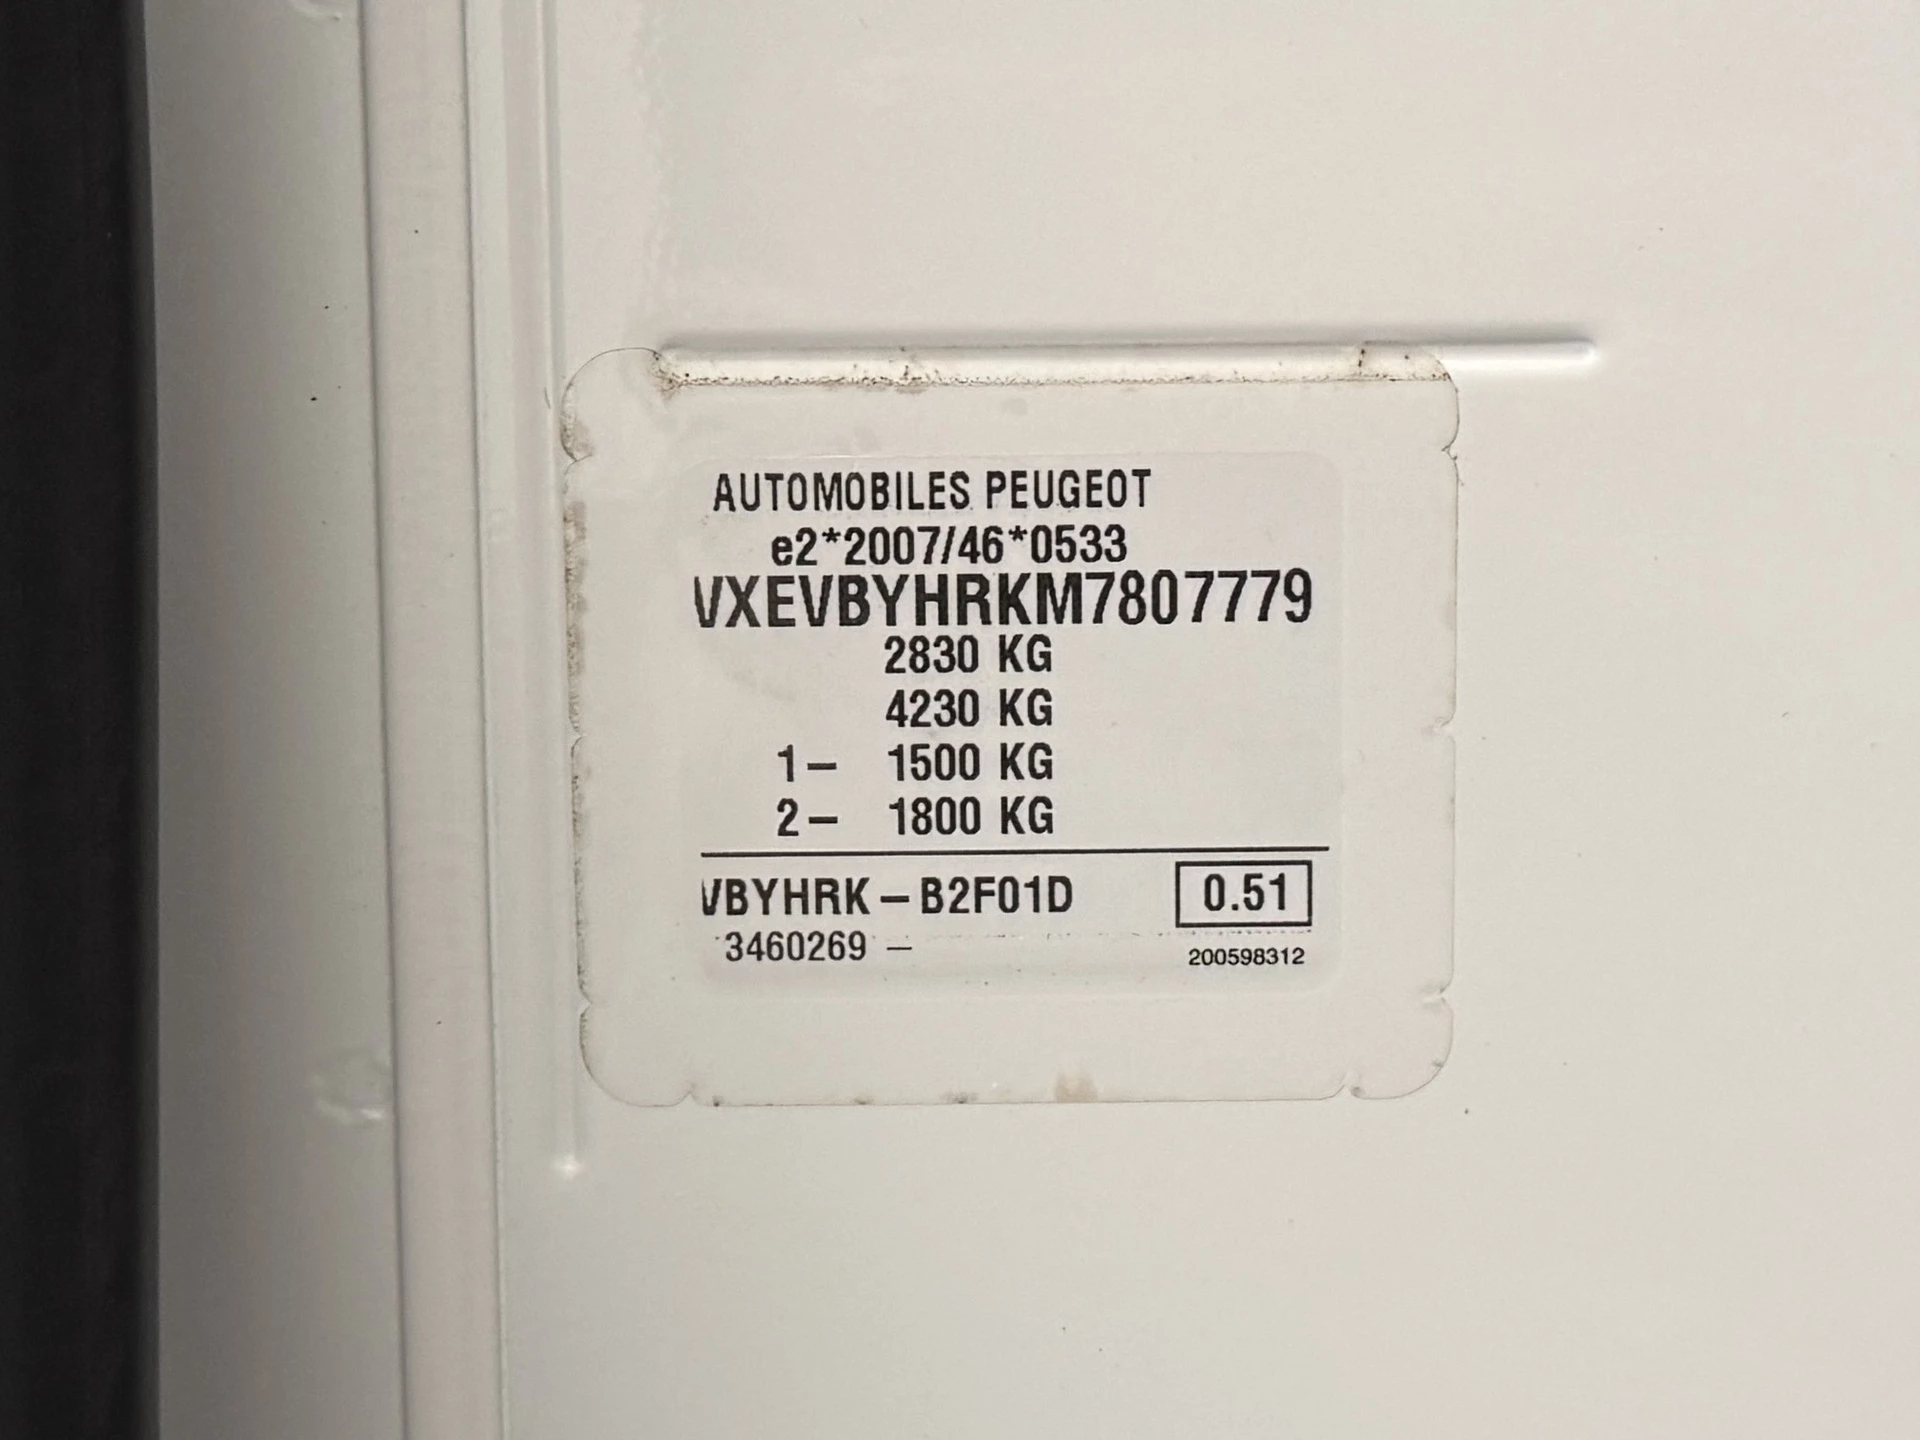 AUTOMOBILES PEUGEOT
e2*2007/46*0533
VXEVBYHRKM7807779
2830 KG
4230 KG
1– 1500 KG
2– 1800 KG
VBYHRK – B2F01D 0.51
3460269 – 200598312